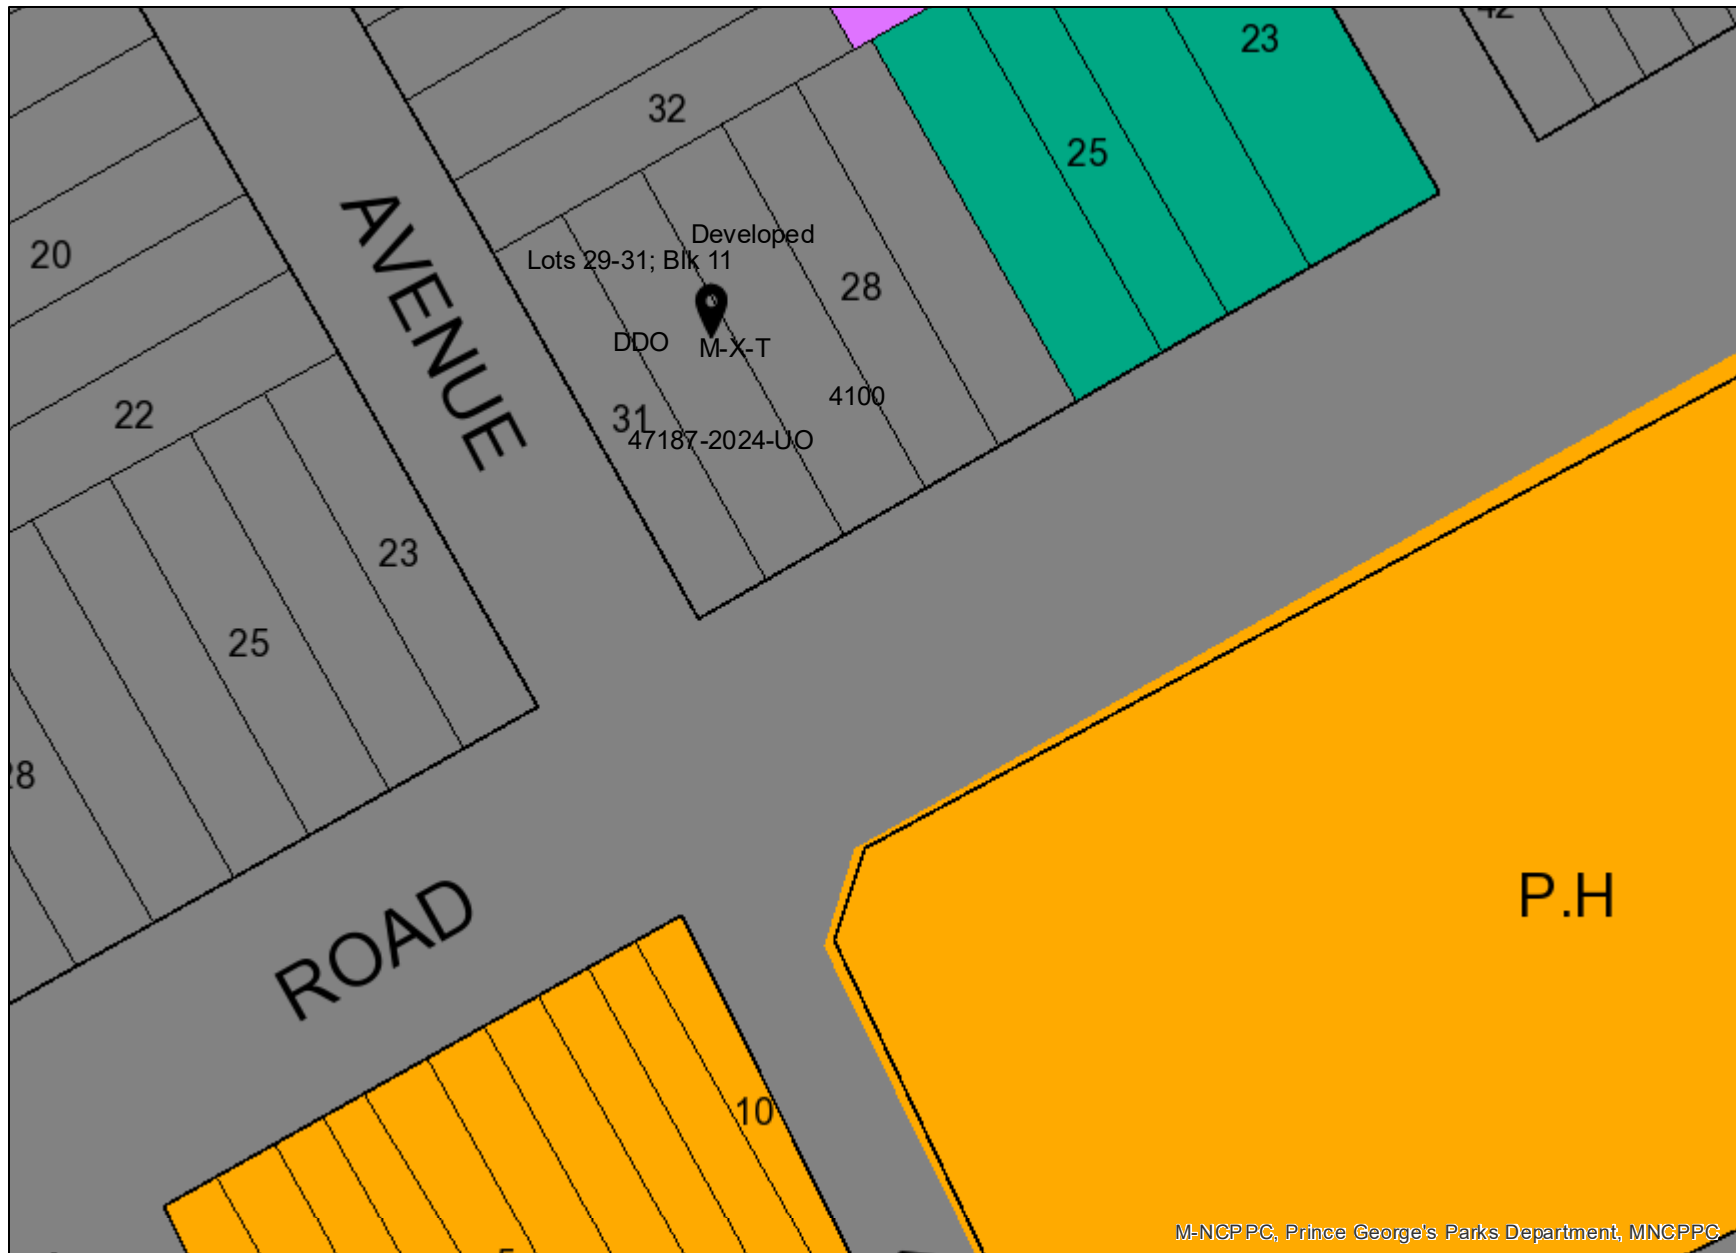 42
23
32
25
20
AVENUE
Developed
Lots 29-31; Blk 11
28
DDO
M-X-T
4100
22
31
47187-2024-UO
23
25
28
P.H
ROAD
10
M-NCPPC, Prince George's Parks Department, MNCPPC